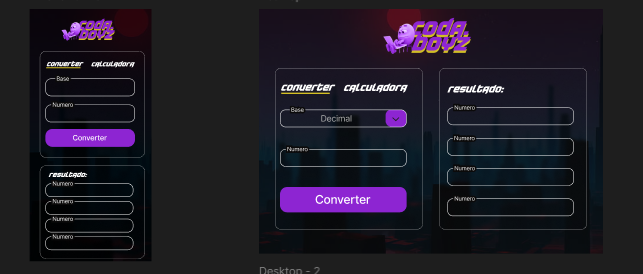 CODA.
BOYZ
converter calculadora
Base
Numero
Converter
resultado:
Numero
Numero
Numero
Numero
CODA.
BOYZ
converter calculadora
Base
Decimal
Numero
Converter
resultado:
Numero
Numero
Numero
Numero
Desktop - 2